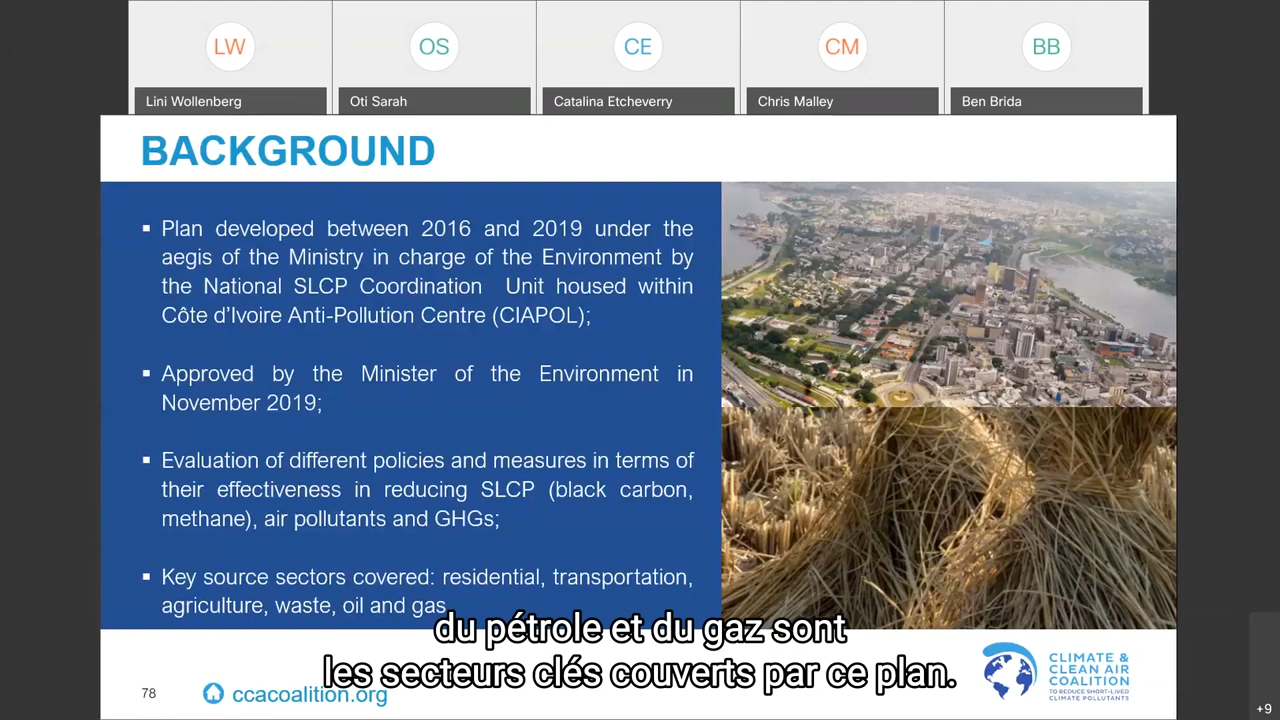 LW
OS
CE
CM
BB
Lini Wollenberg
Oti Sarah
Catalina Etcheverry
Chris Malley
Ben Brida
BACKGROUND
▪ Plan developed between 2016 and 2019 under the
aegis of the Ministry in charge of the Environment by
the National SLCP Coordination Unit housed within
Côte d’Ivoire Anti-Pollution Centre (CIAPOL);
▪ Approved by the Minister of the Environment in
November 2019;
▪ Evaluation of different policies and measures in terms of
their effectiveness in reducing SLCP (black carbon,
methane), air pollutants and GHGs;
▪ Key source sectors covered: residential, transportation,
agriculture, waste, oil and gas
du pétrole et du gaz sont
les secteurs clés couverts par ce plan.
78
ccacoalition.org
CLIMATE &
CLEAN AIR
COALITION
TO REDUCE SHORT-LIVED
CLIMATE POLLUTANTS
+9